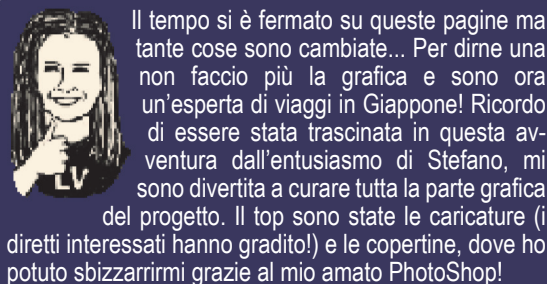 Il tempo si è fermato su queste pagine ma
tante cose sono cambiate... Per dirne una
non faccio più la grafica e sono ora
un'esperta di viaggi in Giappone! Ricordo
di essere stata trascinata in questa av-
ventura dall'entusiasmo di Stefano, mi
sono divertita a curare tutta la parte grafica
del progetto. Il top sono state le caricature (i
diretti interessati hanno gradito!) e le copertine, dove ho
potuto sbizzarrirmi grazie al mio amato PhotoShop!
LV